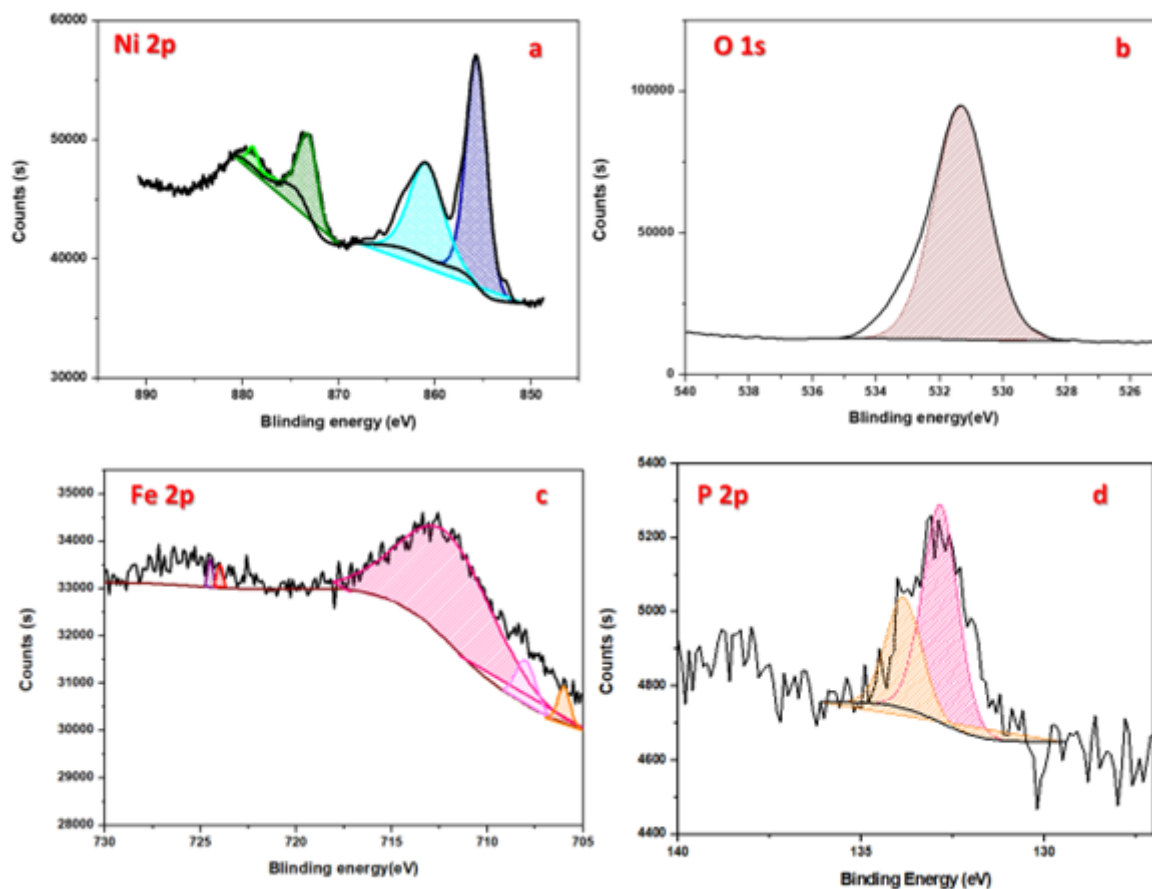 Ni 2p
a
60000
50000
40000
30000
Counts (s)
890
880
870
860
850
Blinding energy (eV)
O 1s
b
100000
50000
0
Counts (s)
540
538
536
534
532
530
528
526
Blinding energy(eV)
Fe 2p
c
35000
34000
33000
32000
31000
30000
29000
28000
Counts (s)
730
725
720
715
710
705
Blinding energy(eV)
P 2p
d
5400
5200
5000
4800
4600
4400
Counts (s)
140
135
130
Binding Energy (eV)